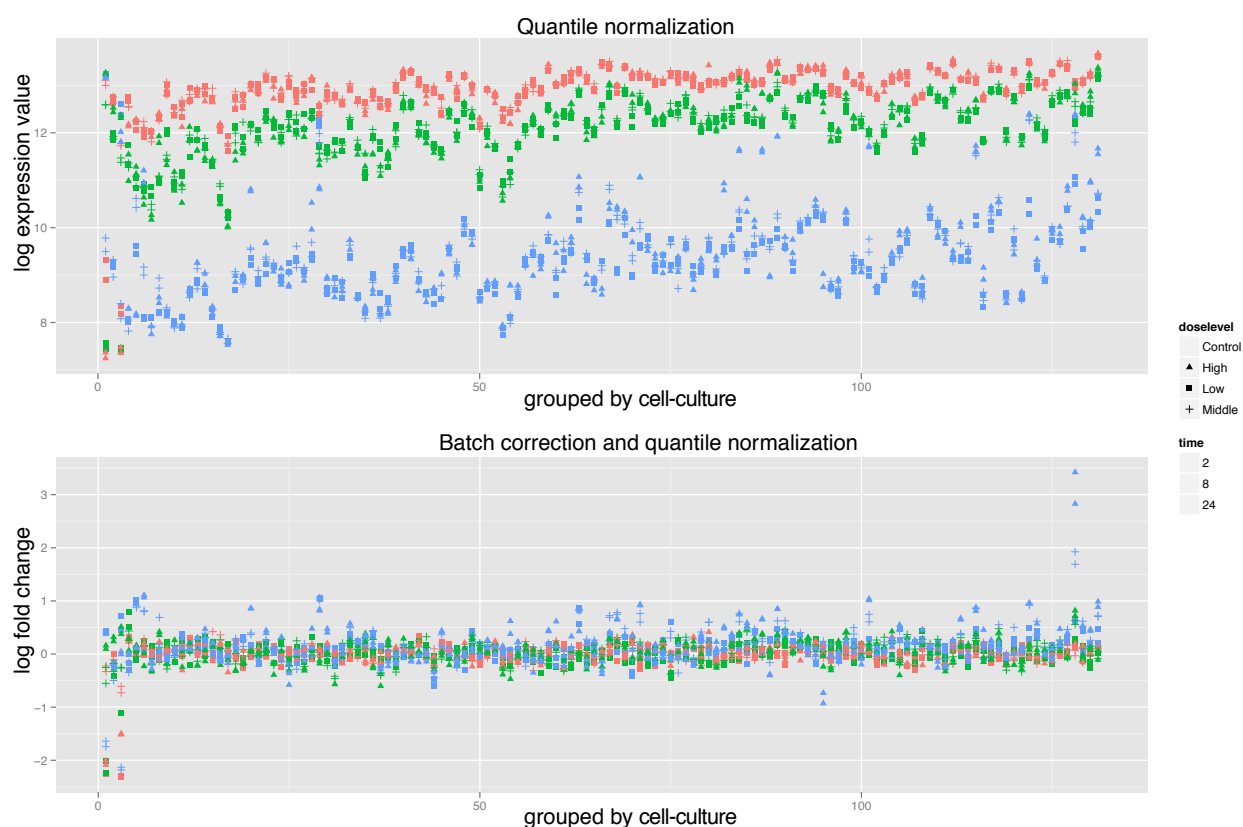 Quantile normalization
log expression value
12
10
8
0
50
100
grouped by cell-culture
Batch correction and quantile normalization
log fold change
3
2
1
0
−1
−2
0
50
100
grouped by cell-culture
doselevel
Control
High
Low
Middle
time
2
8
24